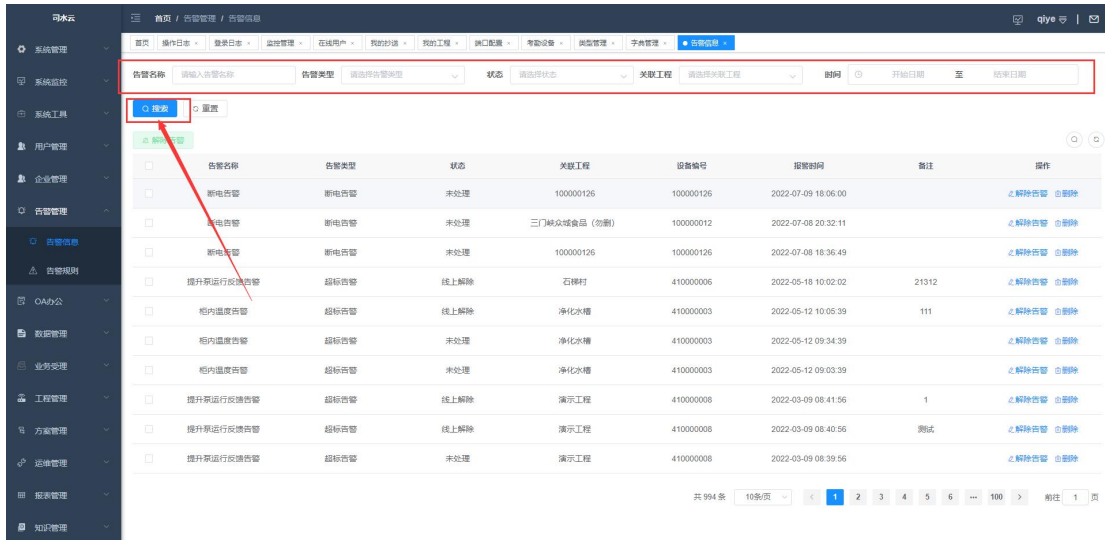 司水云
首页 / 告警管理 / 告警信息
qiye
系统管理
系统监控
系统工具
用户管理
企业管理
告警管理
告警信息
告警规则
OA办公
数据管理
业务受理
工程管理
方案管理
运维管理
报表管理
知识管理
首页 操作日志 × 登录日志 × 监控管理 × 在线用户 × 我的抄送 × 我的工程 × 端口配置 × 考勤设备 × 类型管理 × 字典管理 × 告警信息 ×
告警名称 请输入告警名称 告警类型 请选择告警类型 状态 请选择状态 关联工程 请选择关联工程 时间 开始日期 至 结束日期
搜索 重置
解除告警
告警名称 告警类型 状态 关联工程 设备编号 报警时间 备注 操作
断电告警 断电告警 未处理 100000126 100000126 2022-07-09 18:06:00 解除告警 删除
断电告警 断电告警 未处理 三门峡众城食品（勿删） 100000012 2022-07-08 20:32:11 解除告警 删除
断电告警 断电告警 未处理 100000126 100000126 2022-07-08 18:36:49 解除告警 删除
提升泵运行反馈告警 超标告警 线上解除 石梯村 410000006 2022-05-18 10:02:02 21312 解除告警 删除
柜内温度告警 超标告警 线上解除 净化水槽 410000003 2022-05-12 10:05:39 111 解除告警 删除
柜内温度告警 超标告警 未处理 净化水槽 410000003 2022-05-12 09:34:39 解除告警 删除
柜内温度告警 超标告警 未处理 净化水槽 410000003 2022-05-12 09:03:39 解除告警 删除
提升泵运行反馈告警 超标告警 线上解除 演示工程 410000008 2022-03-09 08:41:56 1 解除告警 删除
提升泵运行反馈告警 超标告警 线上解除 演示工程 410000008 2022-03-09 08:40:56 测试 解除告警 删除
提升泵运行反馈告警 超标告警 未处理 演示工程 410000008 2022-03-09 08:39:56 解除告警 删除
共 994 条 10条/页 < 1 2 3 4 5 6 ··· 100 > 前往 1 页